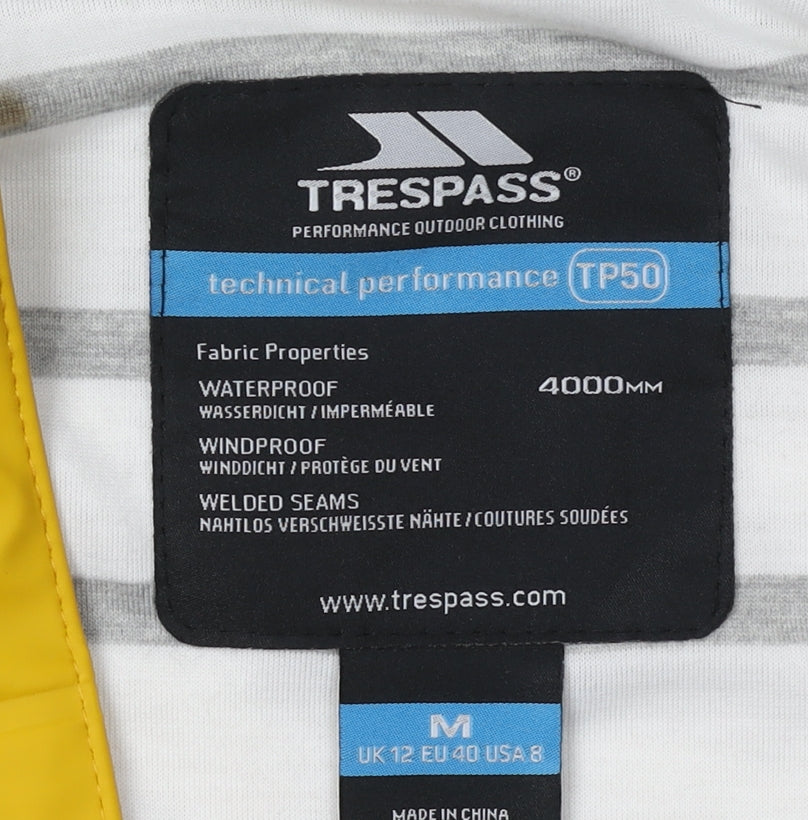 TRESPASS®
PERFORMANCE OUTDOOR CLOTHING
technical performance TP50
Fabric Properties
WATERPROOF 4000MM
WASSERDICHT / IMPERMÉABLE
WINDPROOF
WINDDICHT / PROTÈGE DU VENT
WELDED SEAMS
NAHTLOS VERSCHWEISSTE NÄHTE / COUTURES SOUDÉES
www.trespass.com
M
UK 12 EU 40 USA 8
MADE IN CHINA